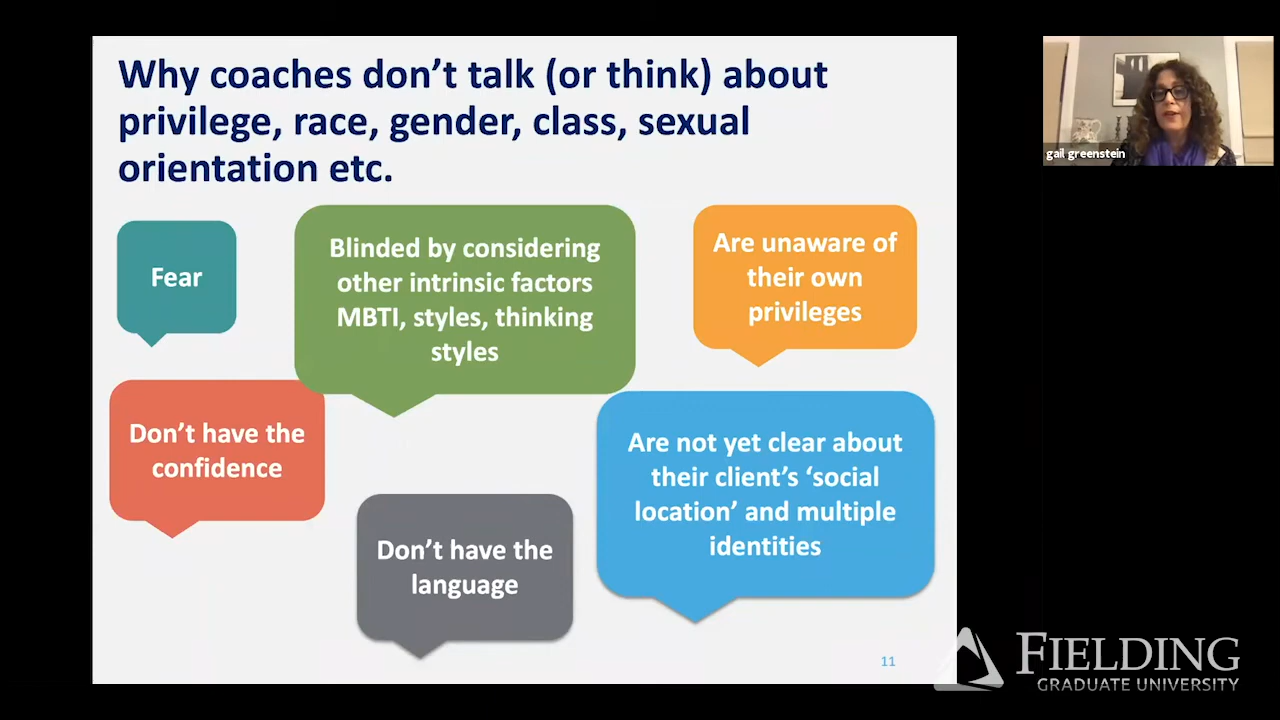 Why coaches don’t talk (or think) about
privilege, race, gender, class, sexual
orientation etc.
Fear
Blinded by considering
other intrinsic factors
MBTI, styles, thinking
styles
Are unaware of
their own
privileges
Don’t have the
confidence
Don’t have the
language
Are not yet clear about
their client’s ‘social
location’ and multiple
identities
11
gail greenstein
FIELDING
GRADUATE UNIVERSITY